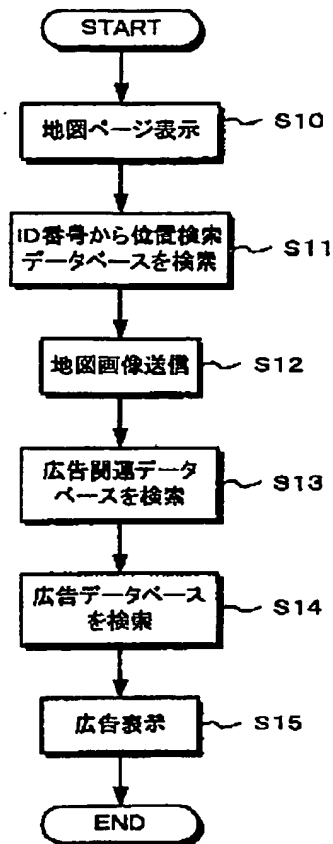 START
地図ページ表示
S10
ID番号から位置検索
データベースを検索
S11
地図画像送信
S12
広告関連データ
ベースを検索
S13
広告データベース
を検索
S14
広告表示
S15
END